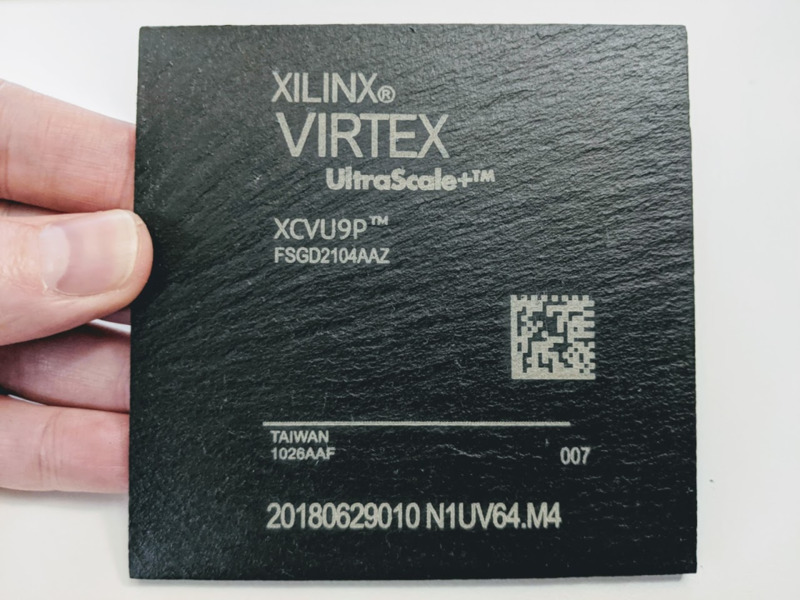 XILINX®
VIRTEX
UltraScale+™
XCVU9P™
FSGD2104AAZ
TAIWAN
1026AAF
007
20180629010 N1UV64.M4